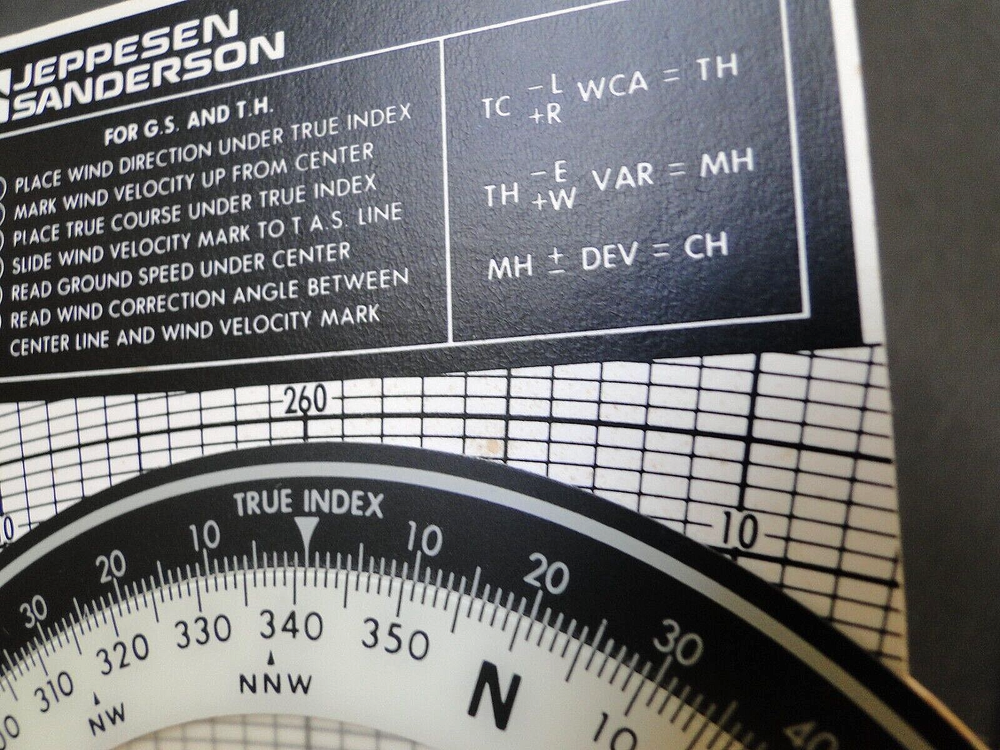 JEPPESEN
SANDERSON
FOR G.S. AND T.H.
PLACE WIND DIRECTION UNDER TRUE INDEX
MARK WIND VELOCITY UP FROM CENTER
PLACE TRUE COURSE UNDER TRUE INDEX
SLIDE WIND VELOCITY MARK TO T A.S. LINE
READ GROUND SPEED UNDER CENTER
READ WIND CORRECTION ANGLE BETWEEN
CENTER LINE AND WIND VELOCITY MARK
TC -L +R WCA = TH
TH -E +W VAR = MH
MH ± DEV = CH
260
10
TRUE INDEX
30 20 10 10 20 30 40
310 320 330 340 350 N 10
NW NNW